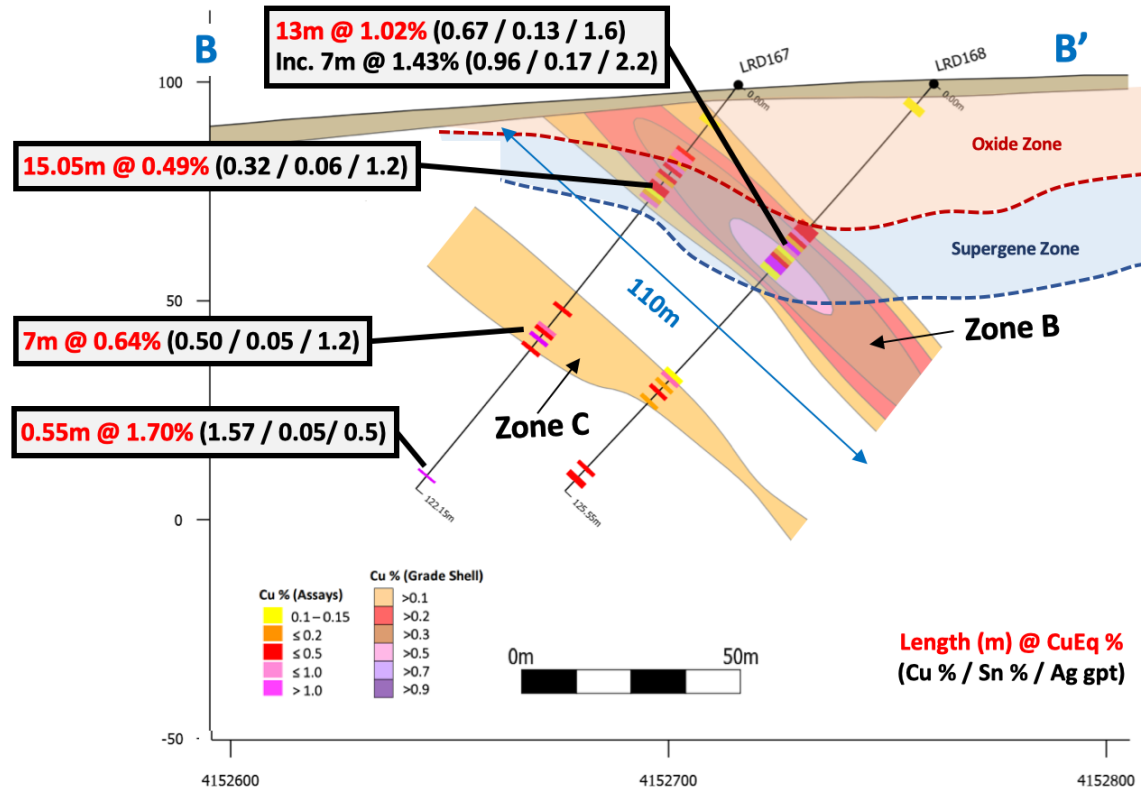 B
B’
13m @ 1.02% (0.67 / 0.13 / 1.6)
Inc. 7m @ 1.43% (0.96 / 0.17 / 2.2)
LRD167
0.00m
LRD168
0.00m
100
Oxide Zone
15.05m @ 0.49% (0.32 / 0.06 / 1.2)
Supergene Zone
50
110m
Zone B
7m @ 0.64% (0.50 / 0.05 / 1.2)
Zone C
0.55m @ 1.70% (1.57 / 0.05/ 0.5)
122.15m
125.55m
0
Cu % (Assays)
0.1 – 0.15
≤ 0.2
≤ 0.5
≤ 1.0
> 1.0
Cu % (Grade Shell)
>0.1
>0.2
>0.3
>0.5
>0.7
>0.9
0m
50m
Length (m) @ CuEq %
(Cu % / Sn % / Ag gpt)
-50
4152600
4152700
4152800